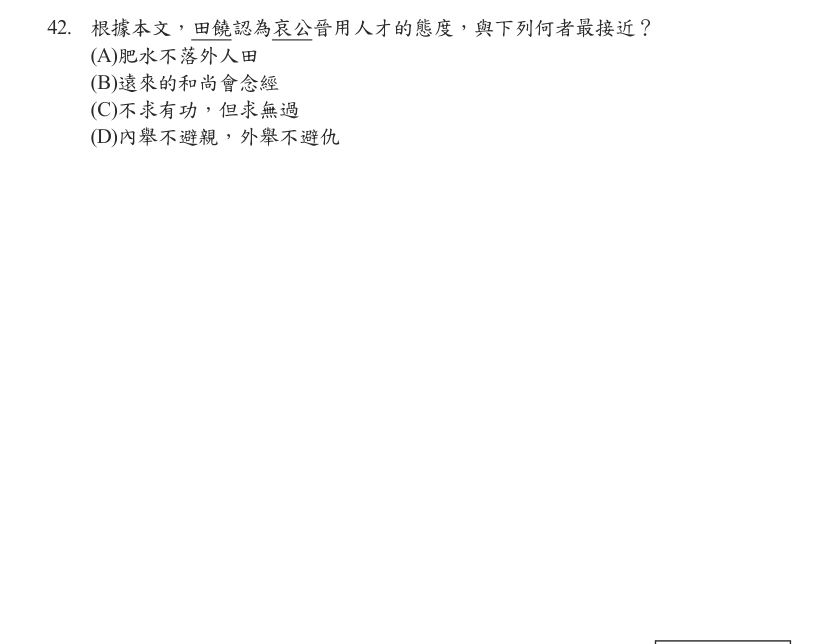 42. 根據本文，田饒認為哀公晉用人才的態度，與下列何者最接近？
(A)肥水不落外人田
(B)遠來的和尚會念經
(C)不求有功，但求無過
(D)內舉不避親，外舉不避仇